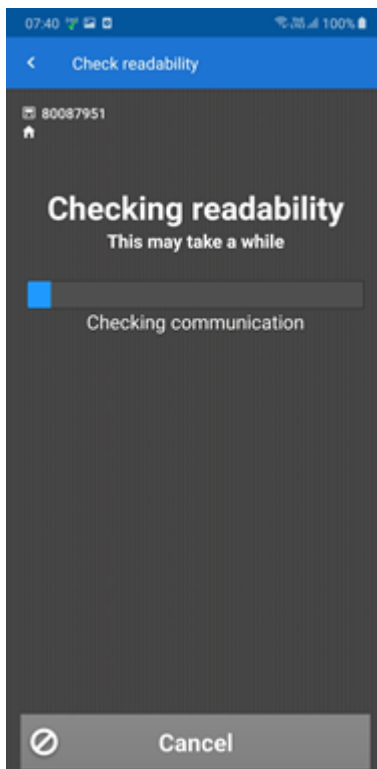 07:40 100%
Check readability
80087951
Checking readability
This may take a while
Checking communication
Cancel